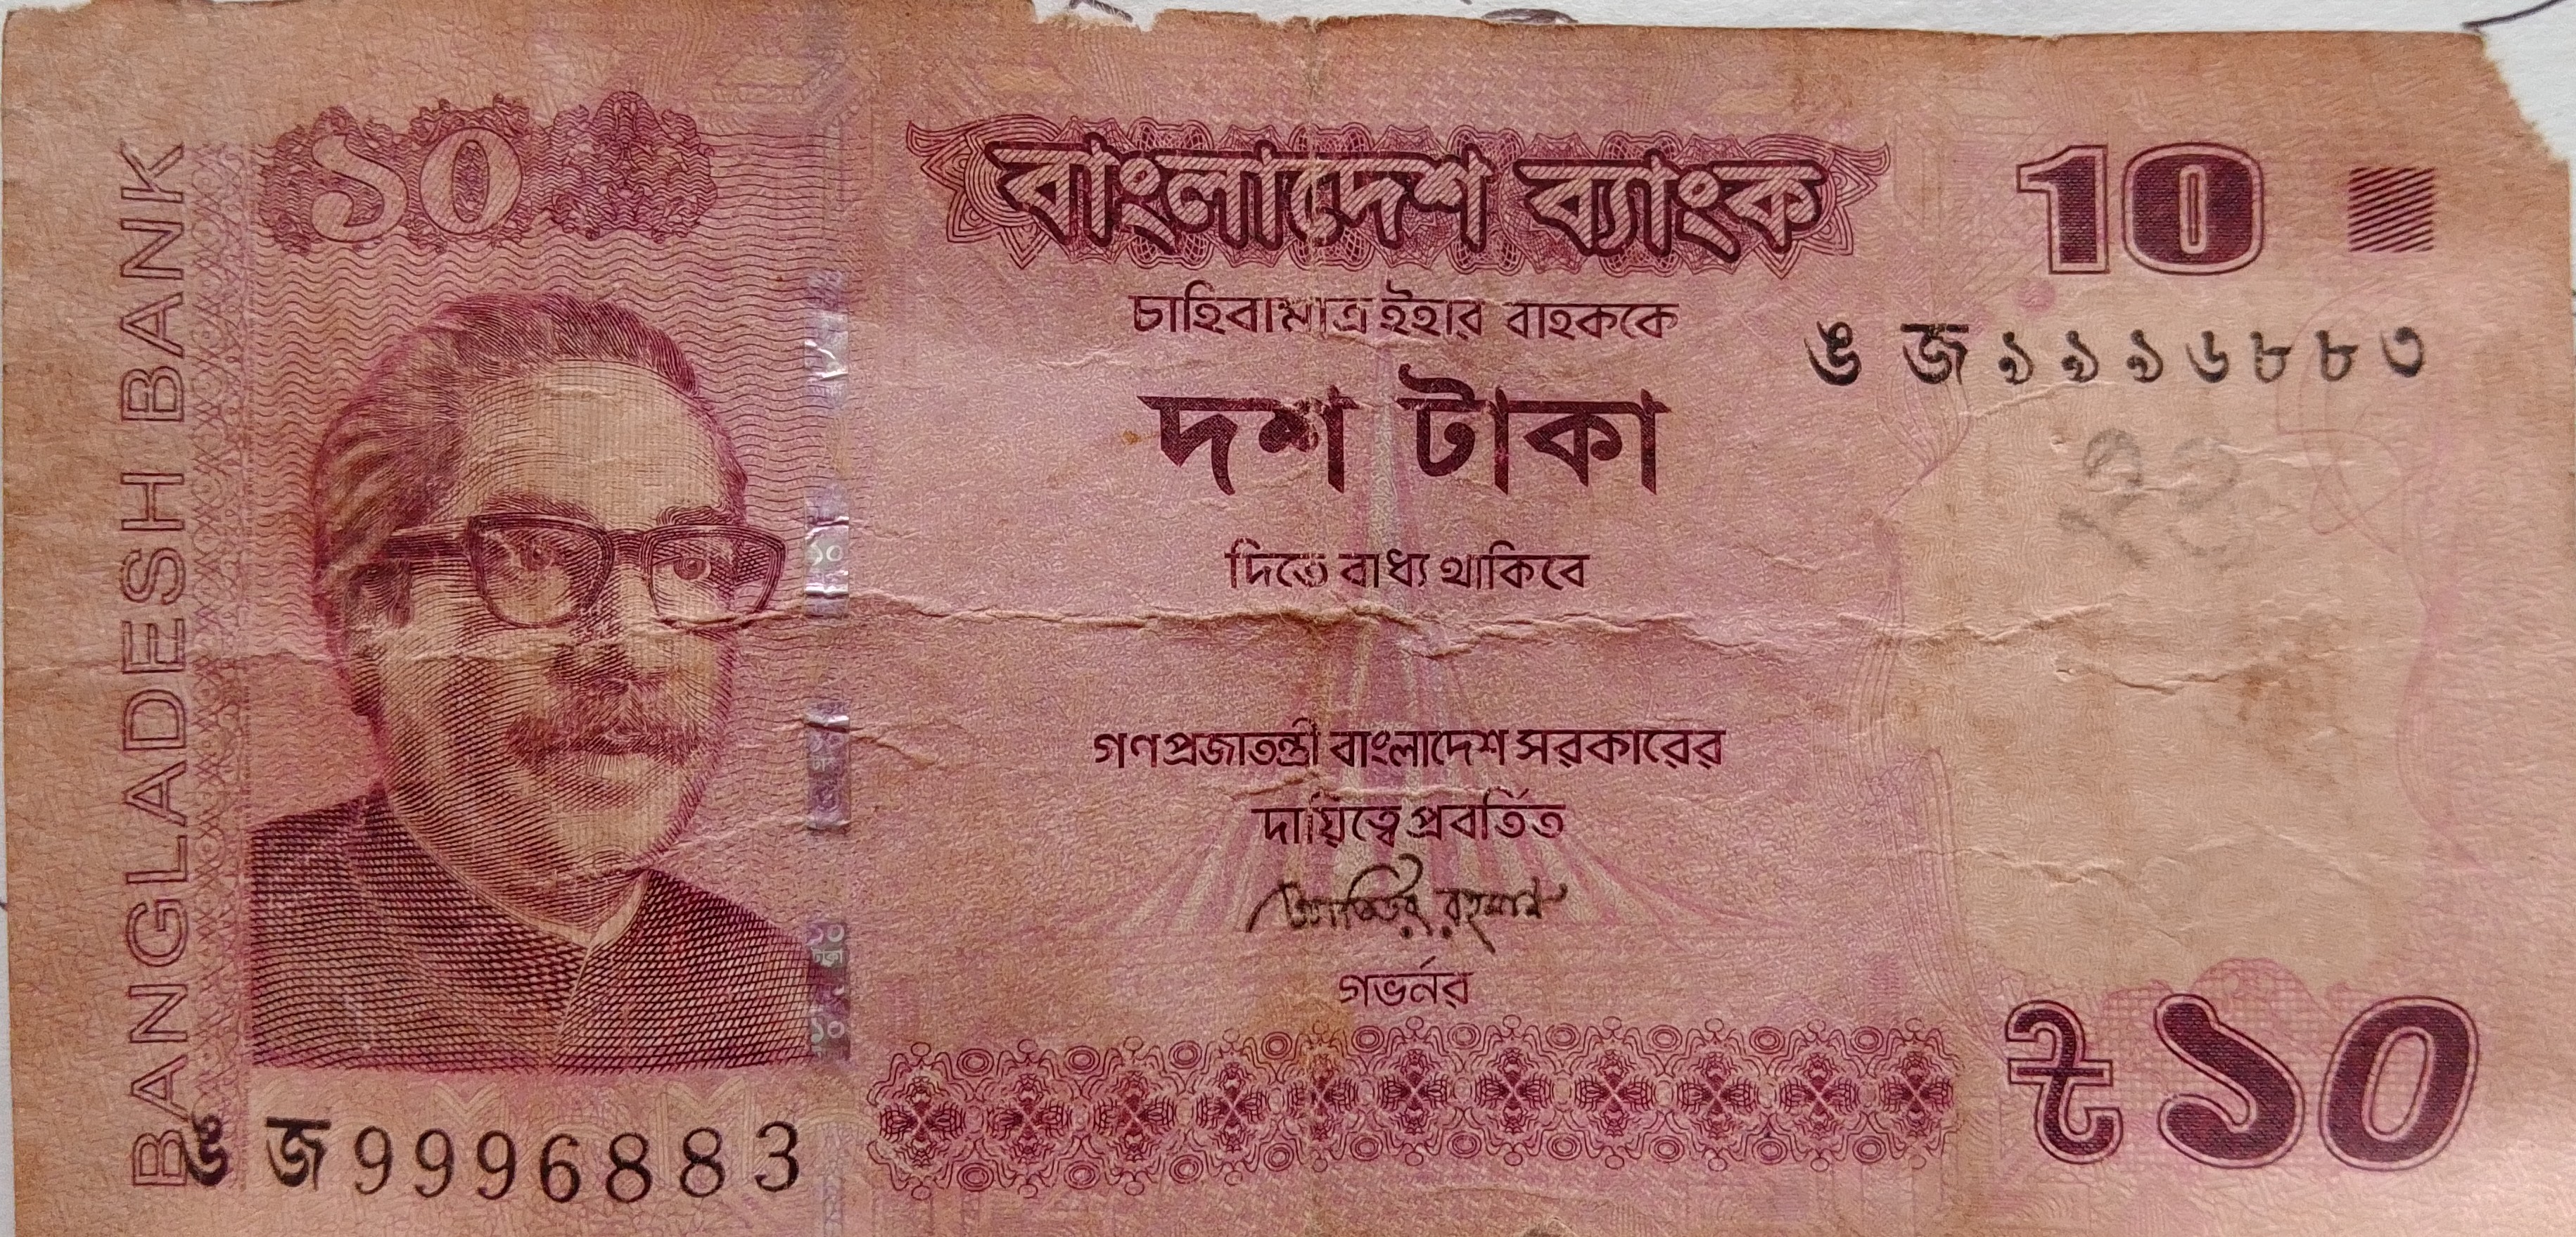 BANGLADESH BANK
১০
বাংলাদেশ ব্যাংক
10
চাহিবামাত্র ইহার বাহককে
ঙ জ ৯৯৯৬৮৮৩
দশ টাকা
দিতে বাধ্য থাকিবে
গণপ্রজাতন্ত্রী বাংলাদেশ সরকারের
দায়িত্বে প্রবর্তিত
আতিউর রহমান
গভর্নর
৳১০
ঙ জ 9996883